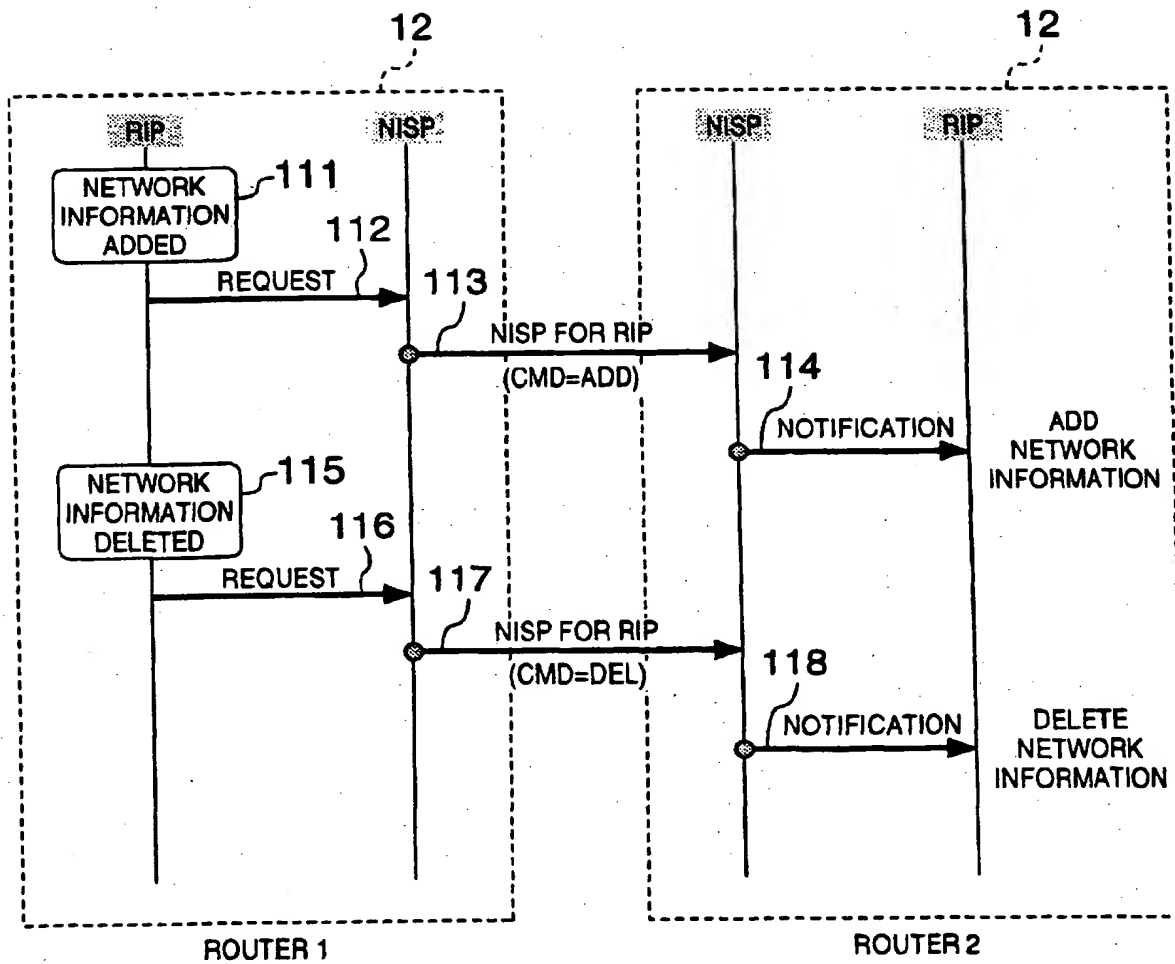 12
12
RIP
NISP
NISP
RIP
NETWORK
INFORMATION
ADDED
111
112
REQUEST
113
NISP FOR RIP
(CMD=ADD)
114
NOTIFICATION
ADD
NETWORK
INFORMATION
NETWORK
INFORMATION
DELETED
115
116
REQUEST
117
NISP FOR RIP
(CMD=DEL)
118
NOTIFICATION
DELETE
NETWORK
INFORMATION
ROUTER 1
ROUTER 2